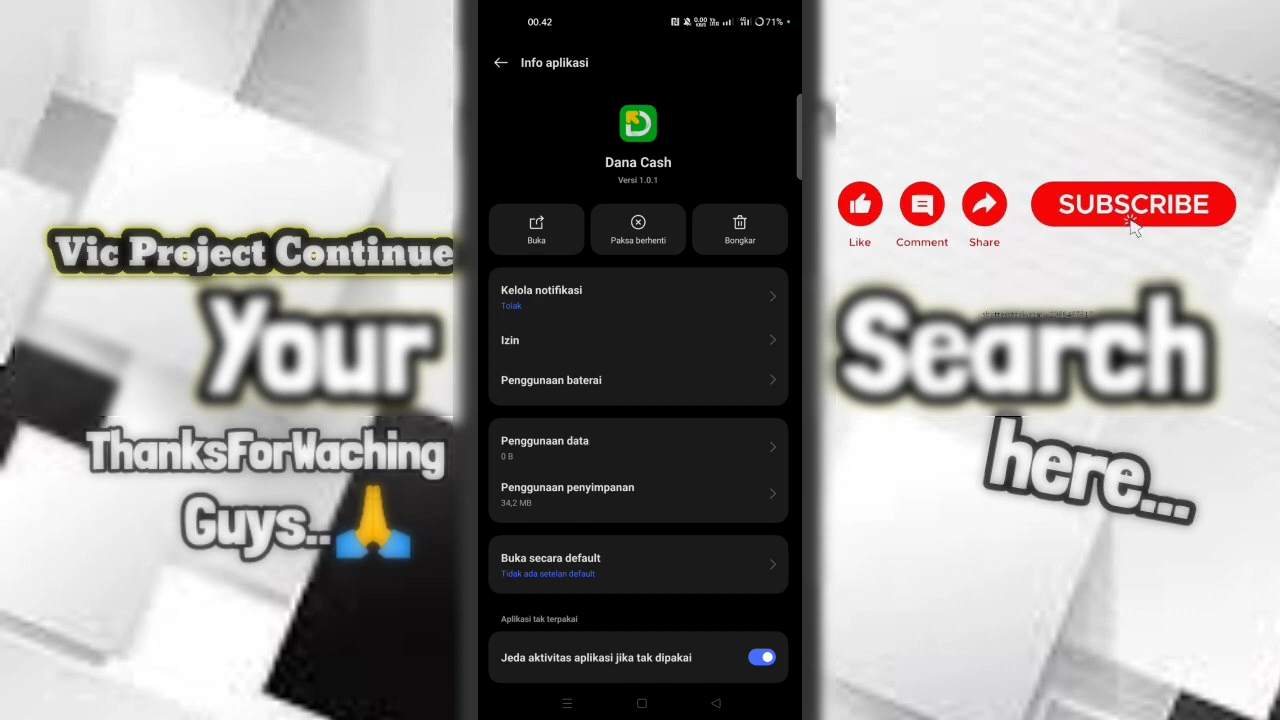 00.42
0.00
71%
Info aplikasi
Dana Cash
Versi 1.0.1
Buka
Paksa berhenti
Bongkar
Kelola notifikasi
Tolak
Izin
Penggunaan baterai
Penggunaan data
0 B
Penggunaan penyimpanan
34,2 MB
Buka secara default
Tidak ada setelan default
Aplikasi tak terpakai
Jeda aktivitas aplikasi jika tak dipakai
Vic Project Continue
Your
ThanksForWaching
Guys..🙏
SUBSCRIBE
Like
Comment
Share
Search
here...